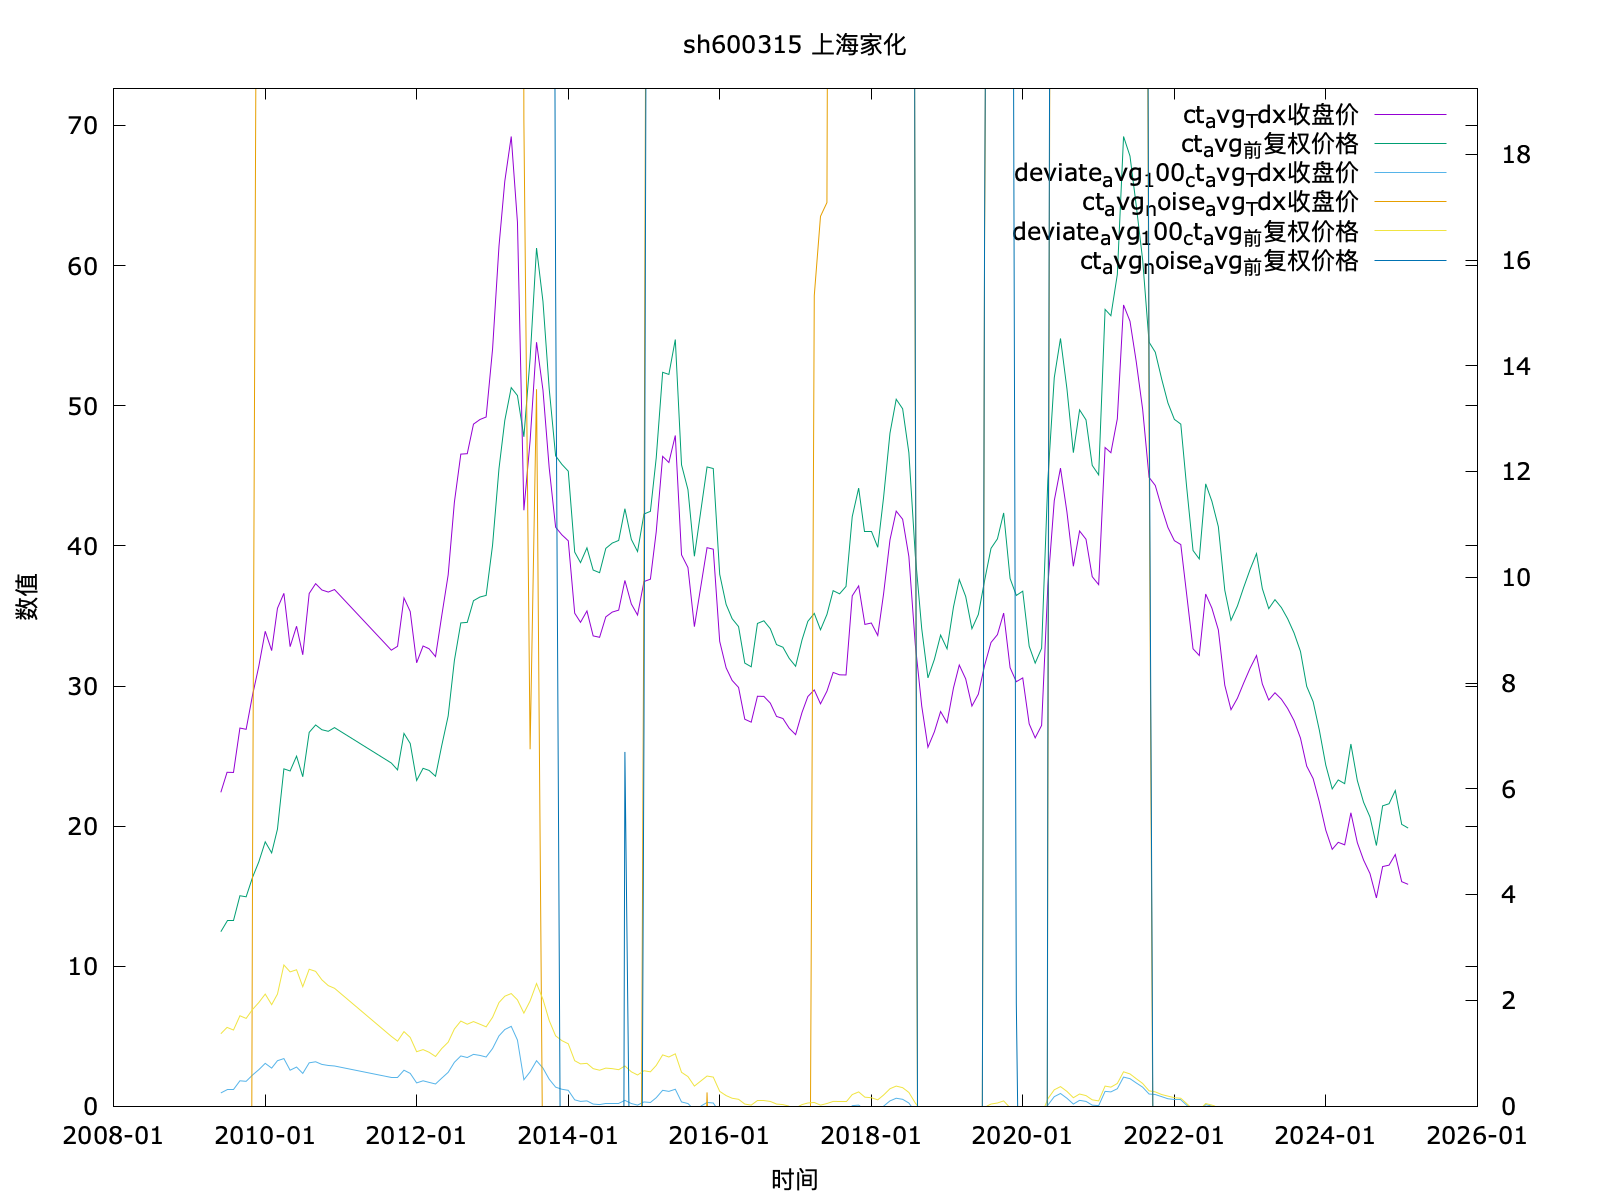 sh600315 上海家化
ct_avg_Tdx收盘价
ct_avg_前复权价格
deviate_avg_100_ct_avg_Tdx收盘价
ct_avg_noise_avg_Tdx收盘价
deviate_avg_100_ct_avg_前复权价格
ct_avg_noise_avg_前复权价格
70
60
50
40
30
20
10
0
18
16
14
12
10
8
6
4
2
0
数值
2008-01 2010-01 2012-01 2014-01 2016-01 2018-01 2020-01 2022-01 2024-01 2026-01
时间